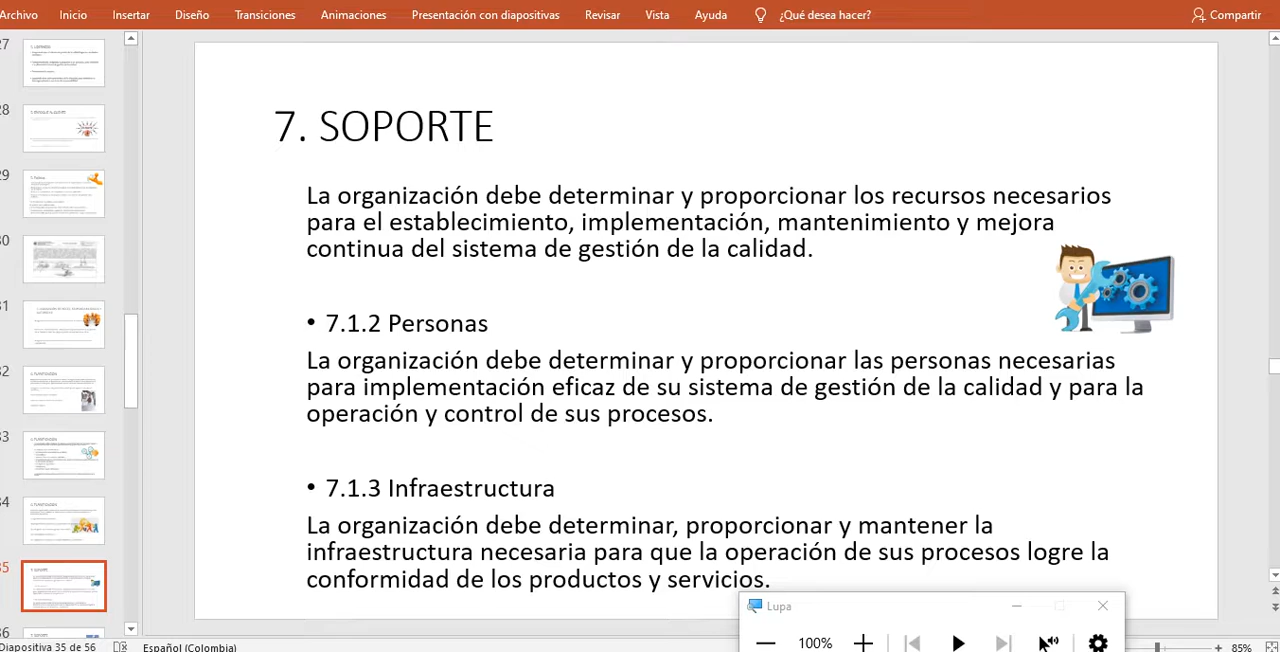 Archivo Inicio Insertar Diseño Transiciones Animaciones Presentación con diapositivas Revisar Vista Ayuda ¿Qué desea hacer? Compartir
7. SOPORTE
La organización debe determinar y proporcionar los recursos necesarios
para el establecimiento, implementación, mantenimiento y mejora
continua del sistema de gestión de la calidad.
• 7.1.2 Personas
La organización debe determinar y proporcionar las personas necesarias
para implementación eficaz de su sistema de gestión de la calidad y para la
operación y control de sus procesos.
• 7.1.3 Infraestructura
La organización debe determinar, proporcionar y mantener la
infraestructura necesaria para que la operación de sus procesos logre la
conformidad de los productos y servicios.
Lupa
100%
Diapositiva 35 de 56 Español (Colombia) 85%